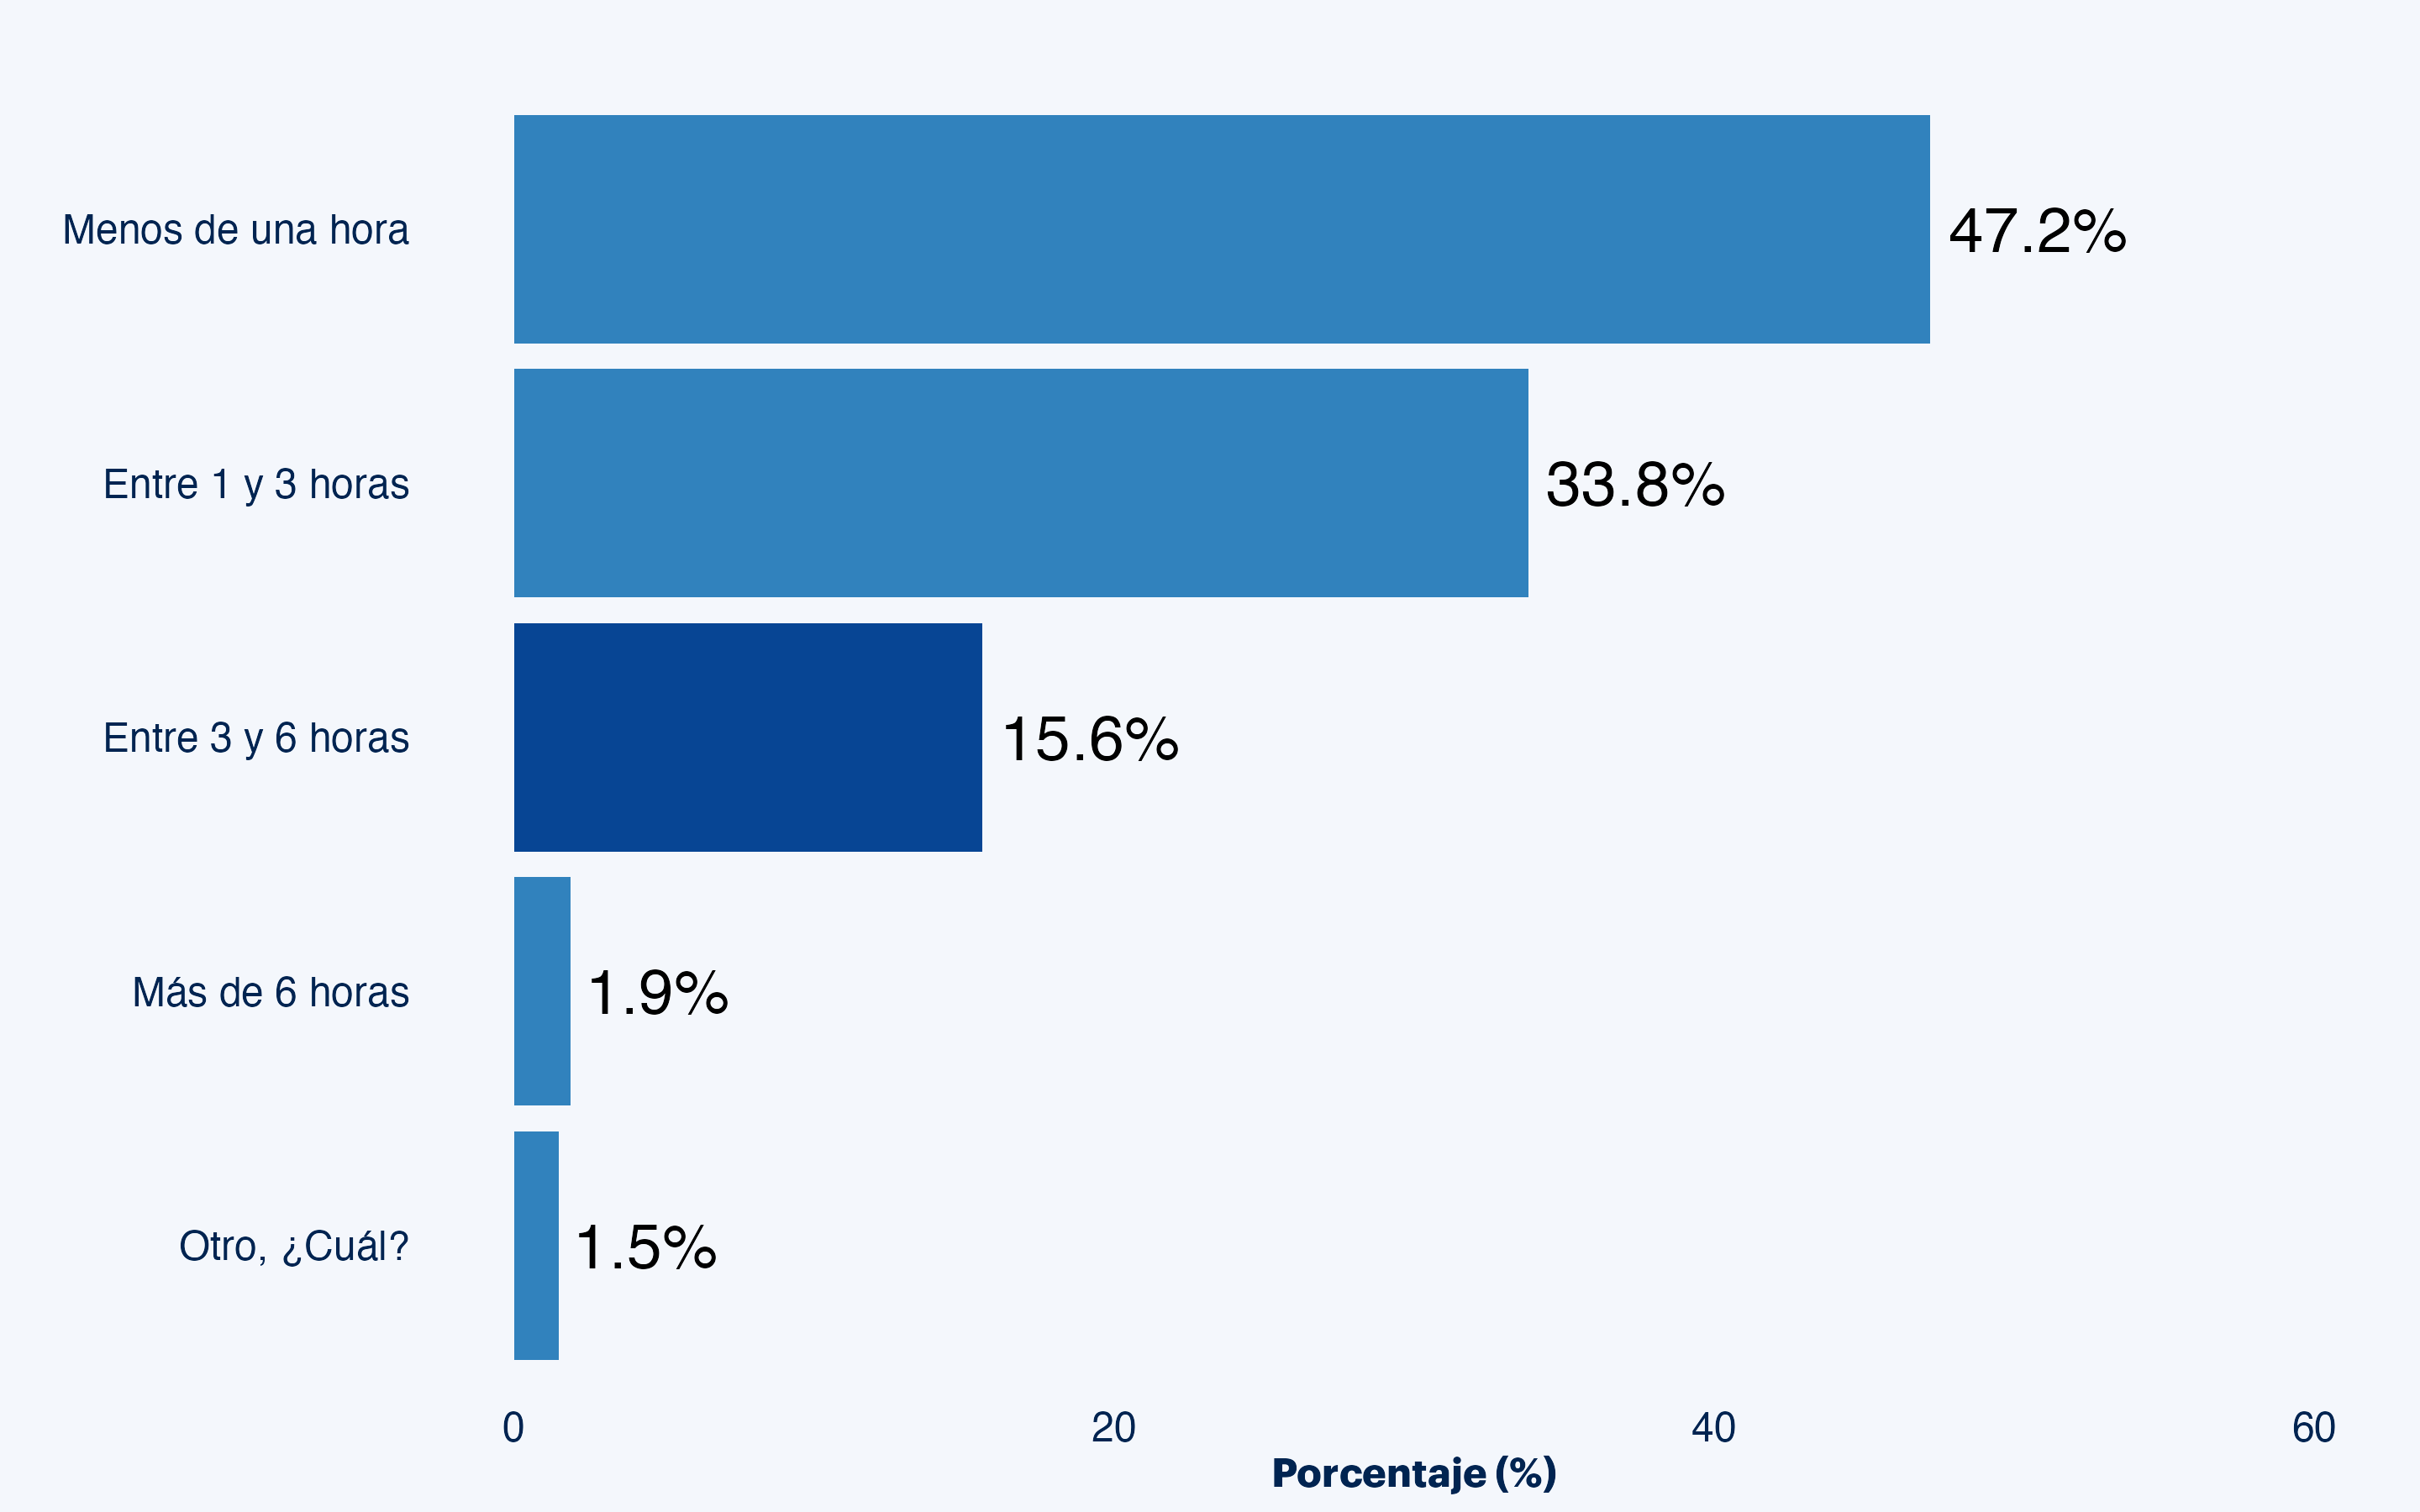 Menos de una hora 47.2%
Entre 1 y 3 horas 33.8%
Entre 3 y 6 horas 15.6%
Más de 6 horas 1.9%
Otro, ¿Cuál? 1.5%
0 20 40 60
Porcentaje (%)